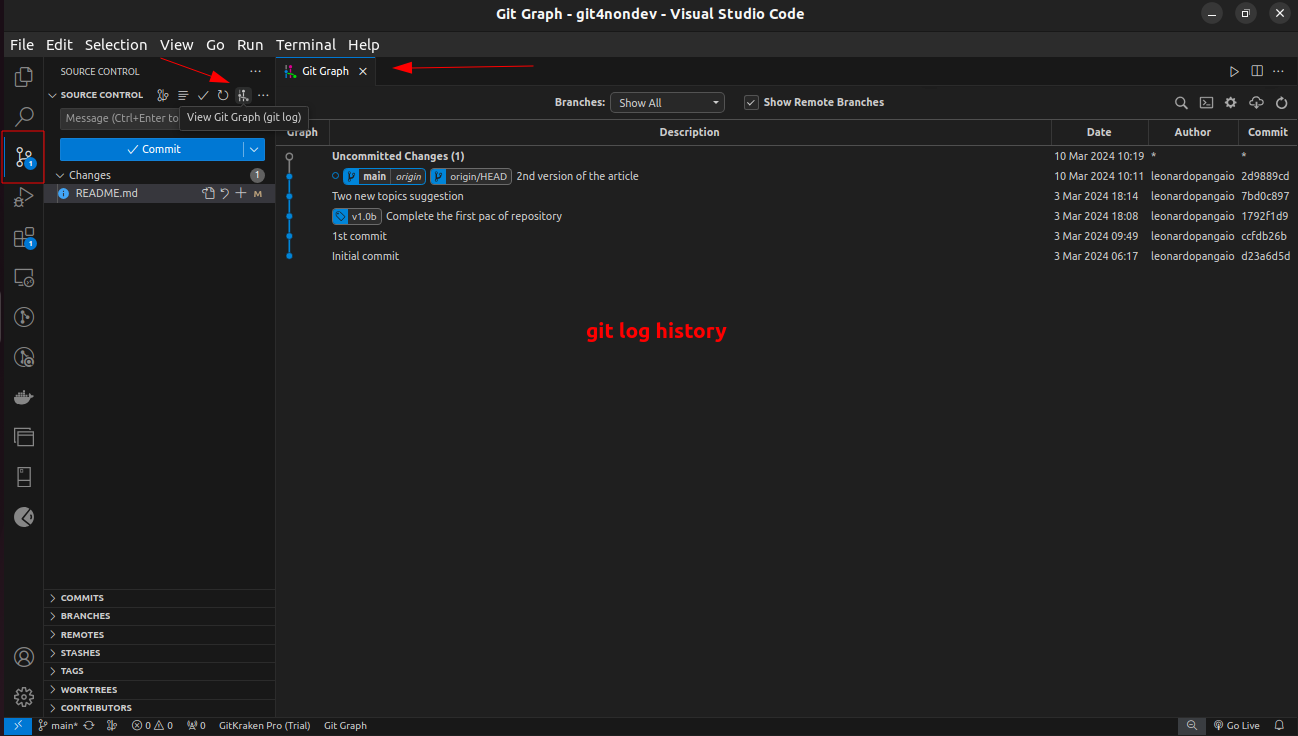 Git Graph - git4nondev - Visual Studio Code
File Edit Selection View Go Run Terminal Help
SOURCE CONTROL
Git Graph
SOURCE CONTROL
Message (Ctrl+Enter to
View Git Graph (git log)
Commit
Changes 1
README.md M
1
1
Branches: Show All Show Remote Branches
Graph Description Date Author Commit
Uncommitted Changes (1) 10 Mar 2024 10:19 * *
main origin origin/HEAD 2nd version of the article 10 Mar 2024 10:11 leonardopangaio 2d9889cd
Two new topics suggestion 3 Mar 2024 18:14 leonardopangaio 7bd0c897
v1.0b Complete the first pac of repository 3 Mar 2024 18:08 leonardopangaio 1792f1d9
1st commit 3 Mar 2024 09:49 leonardopangaio ccfdb26b
Initial commit 3 Mar 2024 06:17 leonardopangaio d23a6d5d
git log history
COMMITS
BRANCHES
REMOTES
STASHES
TAGS
WORKTREES
CONTRIBUTORS
main* 0 0 0 GitKraken Pro (Trial) Git Graph Go Live